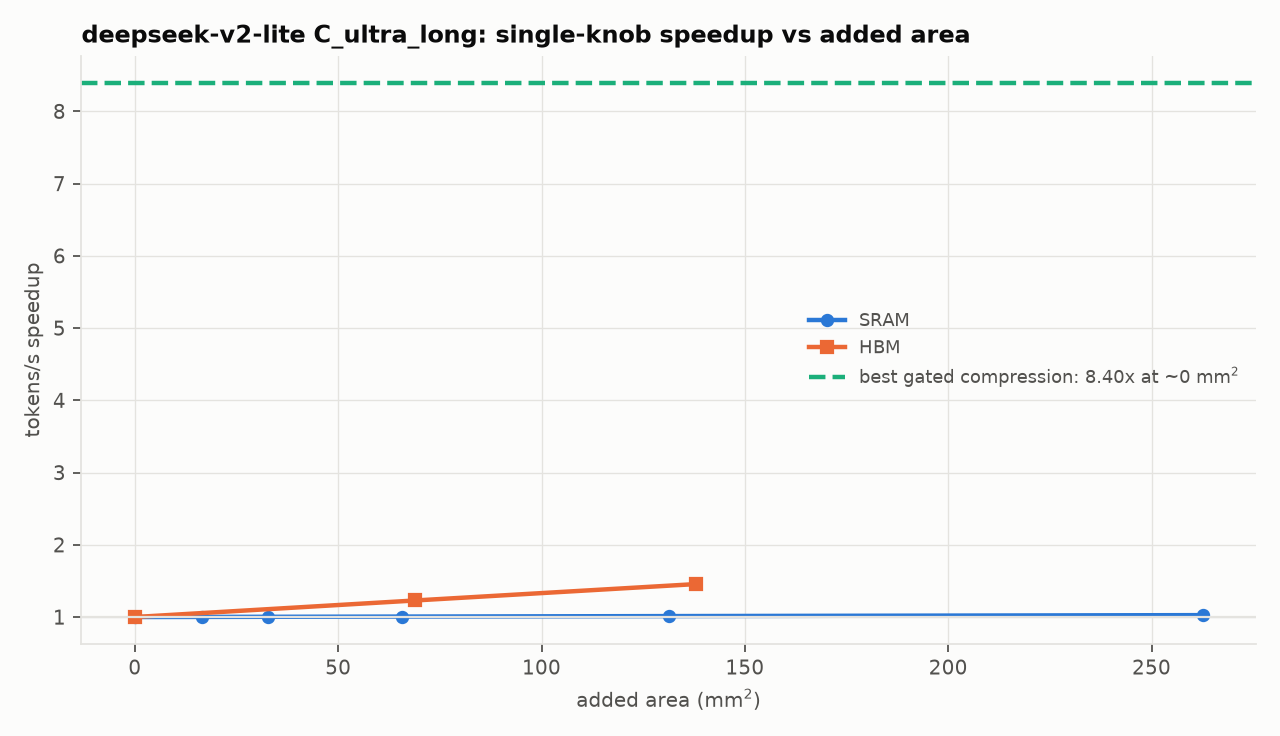 deepseek-v2-lite C_ultra_long: single-knob speedup vs added area
tokens/s speedup
8
7
6
5
4
3
2
1
SRAM
HBM
best gated compression: 8.40x at ~0 mm²
0 50 100 150 200 250
added area (mm²)